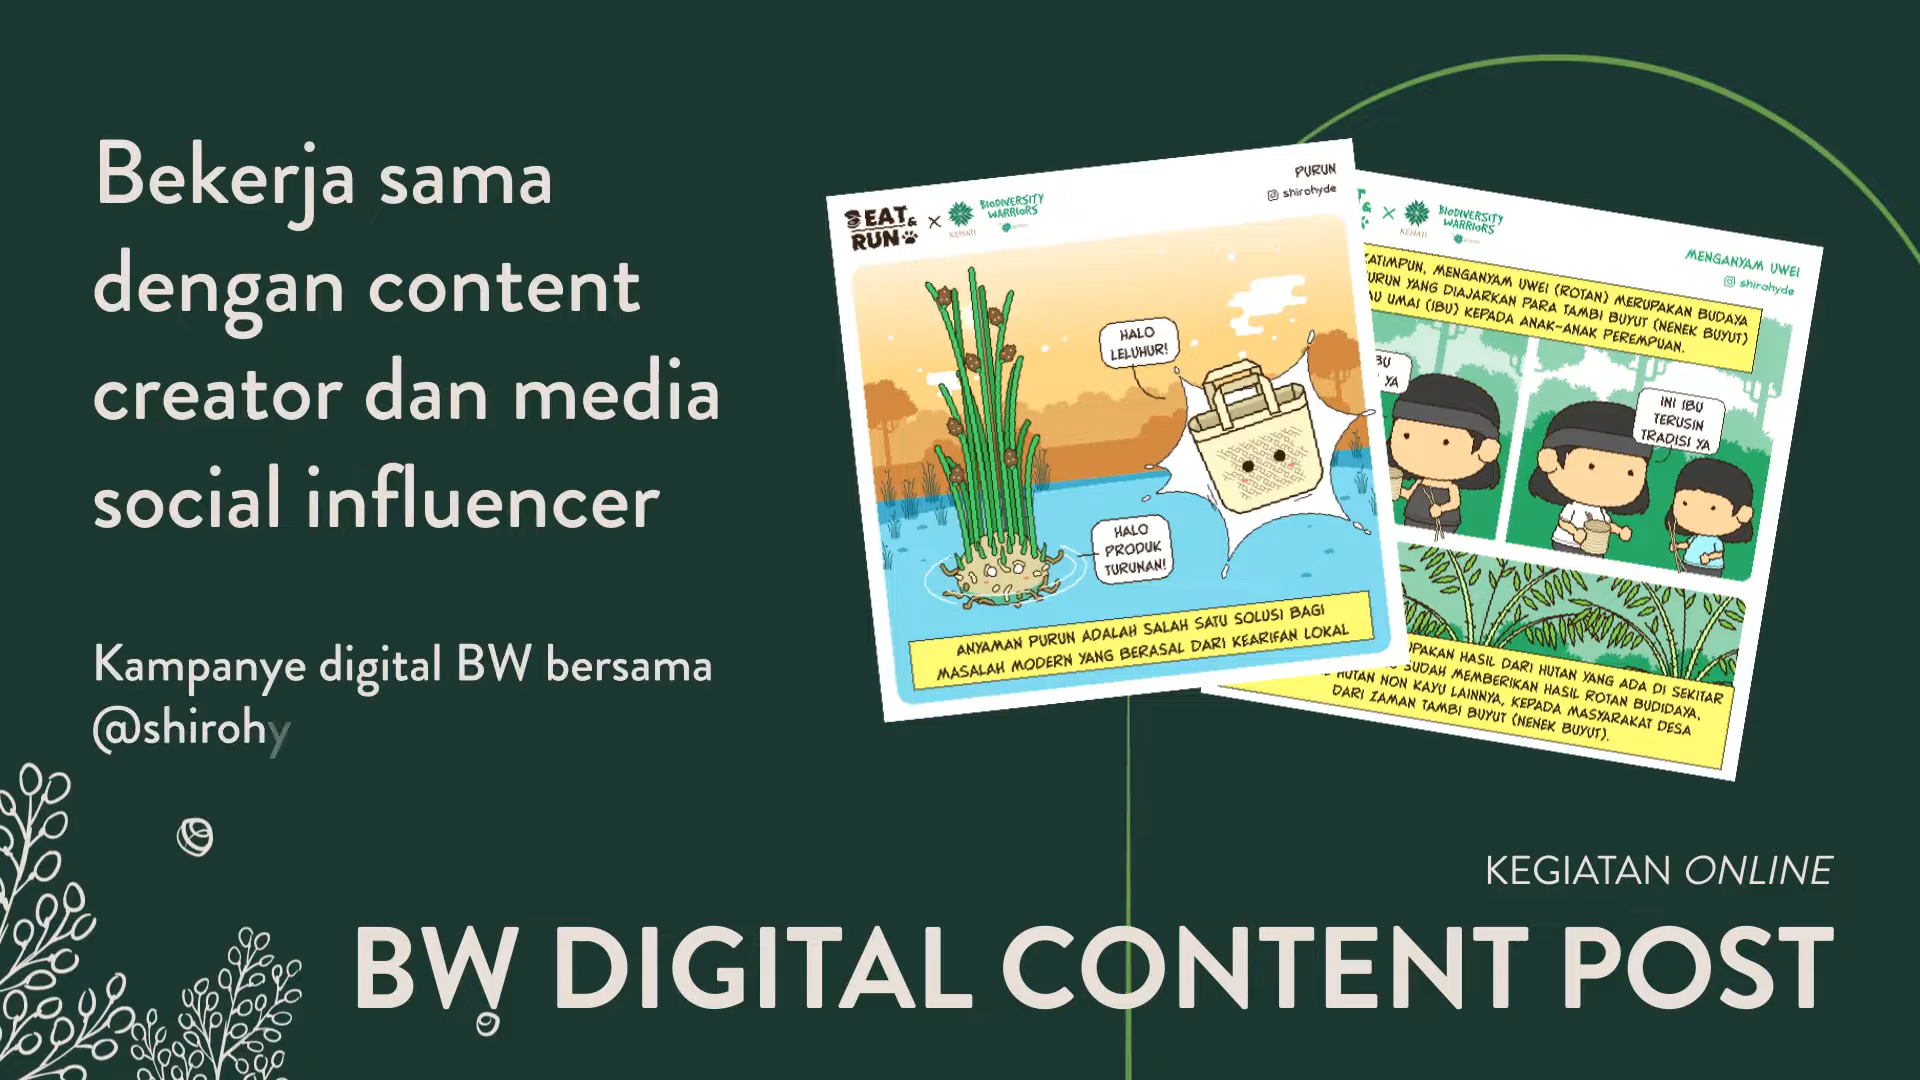 Bekerja sama
dengan content
creator dan media
social influencer
Kampanye digital BW bersama
@shirohy
EAT &
RUN
X
KEHATI
BIODIVERSITY
WARRIORS
PURUN
shirohyde
HALO
LELUHUR!
HALO
PRODUK
TURUNAN!
ANYAMAN PURUN ADALAH SALAH SATU SOLUSI BAGI
MASALAH MODERN YANG BERASAL DARI KEARIFAN LOKAL
X
KEHATI
BIODIVERSITY
WARRIORS
MENGANYAM UWEI
shirohyde
KATIMPUN, MENGANYAM UWEI (ROTAN) MERUPAKAN BUDAYA
YANG DIAJARKAN PARA TAMBI BUYUT (NENEK BUYUT)
UMAI (IBU) KEPADA ANAK-ANAK PEREMPUAN.
YA
INI IBU
TERUSIN
TRADISI YA
HASIL DARI HUTAN YANG ADA DI SEKITAR
SUDAH MEMBERIKAN HASIL ROTAN BUDIDAYA,
HUTAN NON KAYU LAINNYA, KEPADA MASYARAKAT DESA
DARI ZAMAN TAMBI BUYUT (NENEK BUYUT).
KEGIATAN ONLINE
BW DIGITAL CONTENT POST